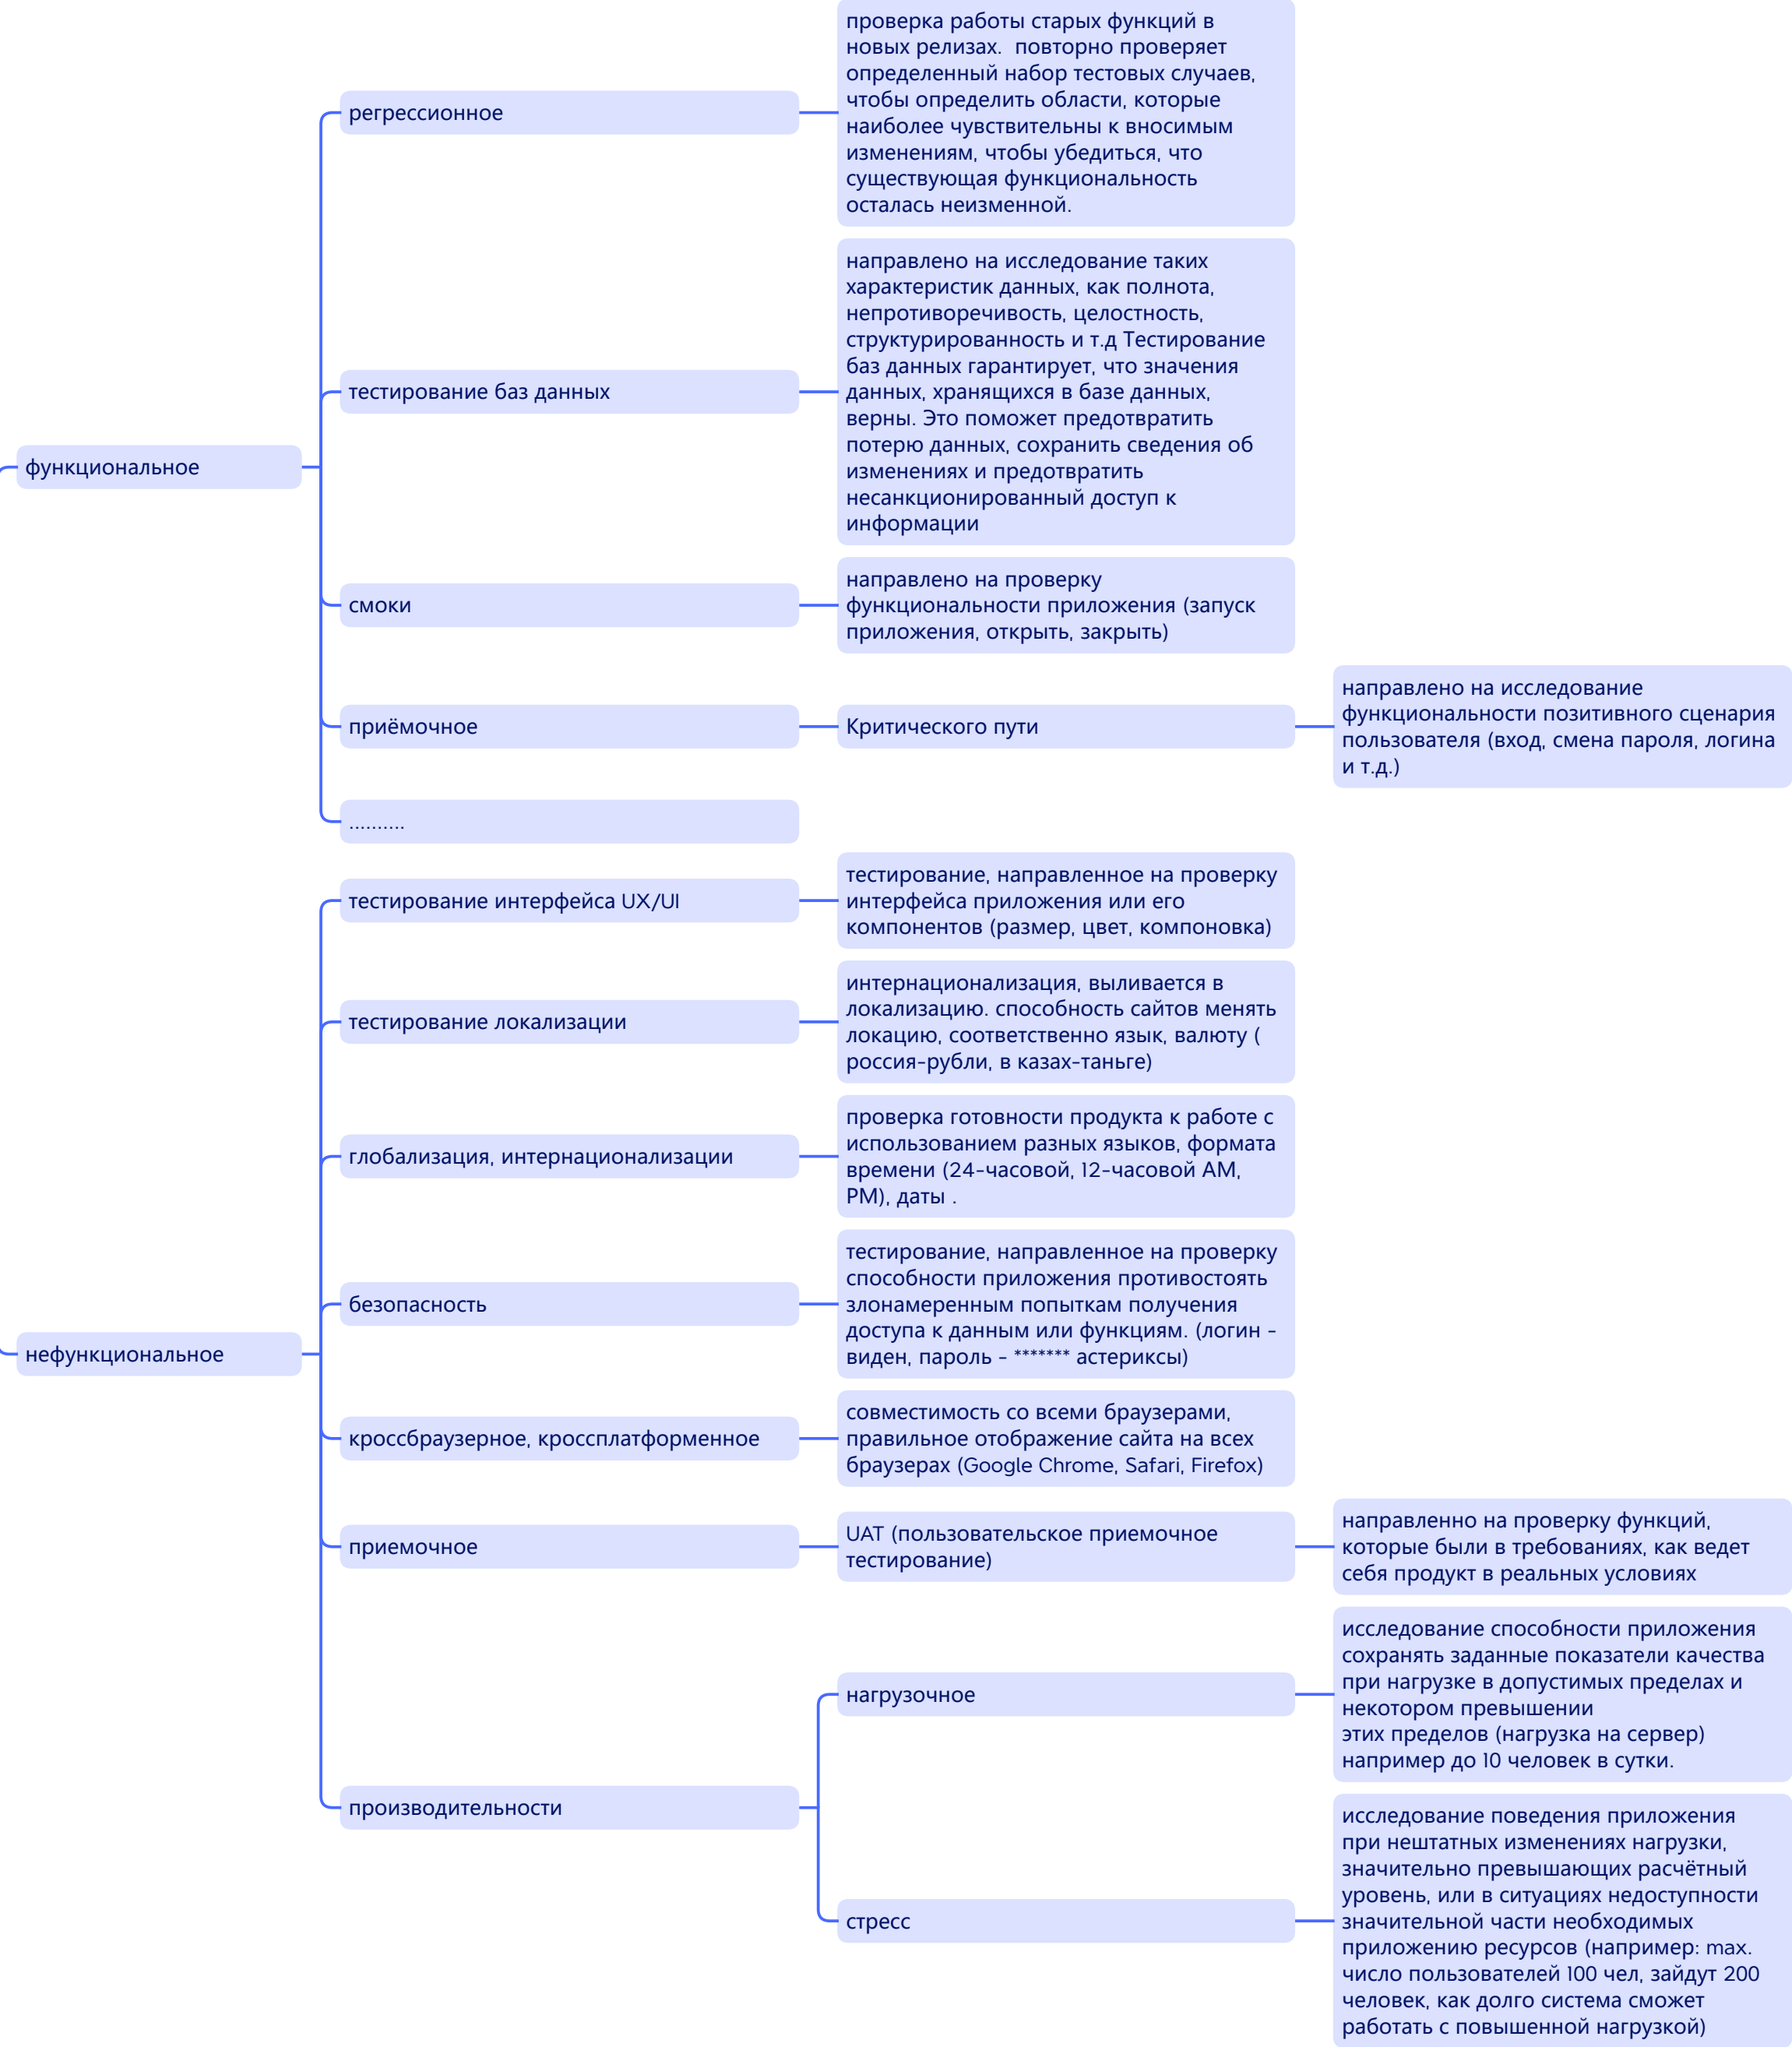 функциональное
регрессионное
проверка работы старых функций в
новых релизах.  повторно проверяет
определенный набор тестовых случаев,
чтобы определить области, которые
наиболее чувствительны к вносимым
изменениям, чтобы убедиться, что
существующая функциональность
осталась неизменной.
тестирование баз данных
направлено на исследование таких
характеристик данных, как полнота,
непротиворечивость, целостность,
структурированность и т.д Тестирование
баз данных гарантирует, что значения
данных, хранящихся в базе данных,
верны. Это поможет предотвратить
потерю данных, сохранить сведения об
изменениях и предотвратить
несанкционированный доступ к
информации
смоки
направлено на проверку
функциональности приложения (запуск
приложения, открыть, закрыть)
приёмочное
Критического пути
направлено на исследование
функциональности позитивного сценария
пользователя (вход, смена пароля, логина
и т.д.)
..........
нефункциональное
тестирование интерфейса UX/UI
тестирование, направленное на проверку
интерфейса приложения или его
компонентов (размер, цвет, компоновка)
тестирование локализации
интернационализация, выливается в
локализацию. способность сайтов менять
локацию, соответственно язык, валюту (
россия-рубли, в казах-таньге)
глобализация, интернационализации
проверка готовности продукта к работе с
использованием разных языков, формата
времени (24-часовой, 12-часовой AM,
PM), даты .
безопасность
тестирование, направленное на проверку
способности приложения противостоять
злонамеренным попыткам получения
доступа к данным или функциям. (логин -
виден, пароль - ******* астериксы)
кроссбраузерное, кроссплатформенное
совместимость со всеми браузерами,
правильное отображение сайта на всех
браузерах (Google Chrome, Safari, Firefox)
приемочное
UAT (пользовательское приемочное
тестирование)
направленно на проверку функций,
которые были в требованиях, как ведет
себя продукт в реальных условиях
производительности
нагрузочное
исследование способности приложения
сохранять заданные показатели качества
при нагрузке в допустимых пределах и
некотором превышении
этих пределов (нагрузка на сервер)
например до 10 человек в сутки.
стресс
исследование поведения приложения
при нештатных изменениях нагрузки,
значительно превышающих расчётный
уровень, или в ситуациях недоступности
значительной части необходимых
приложению ресурсов (например: max.
число пользователей 100 чел, зайдут 200
человек, как долго система сможет
работать с повышенной нагрузкой)